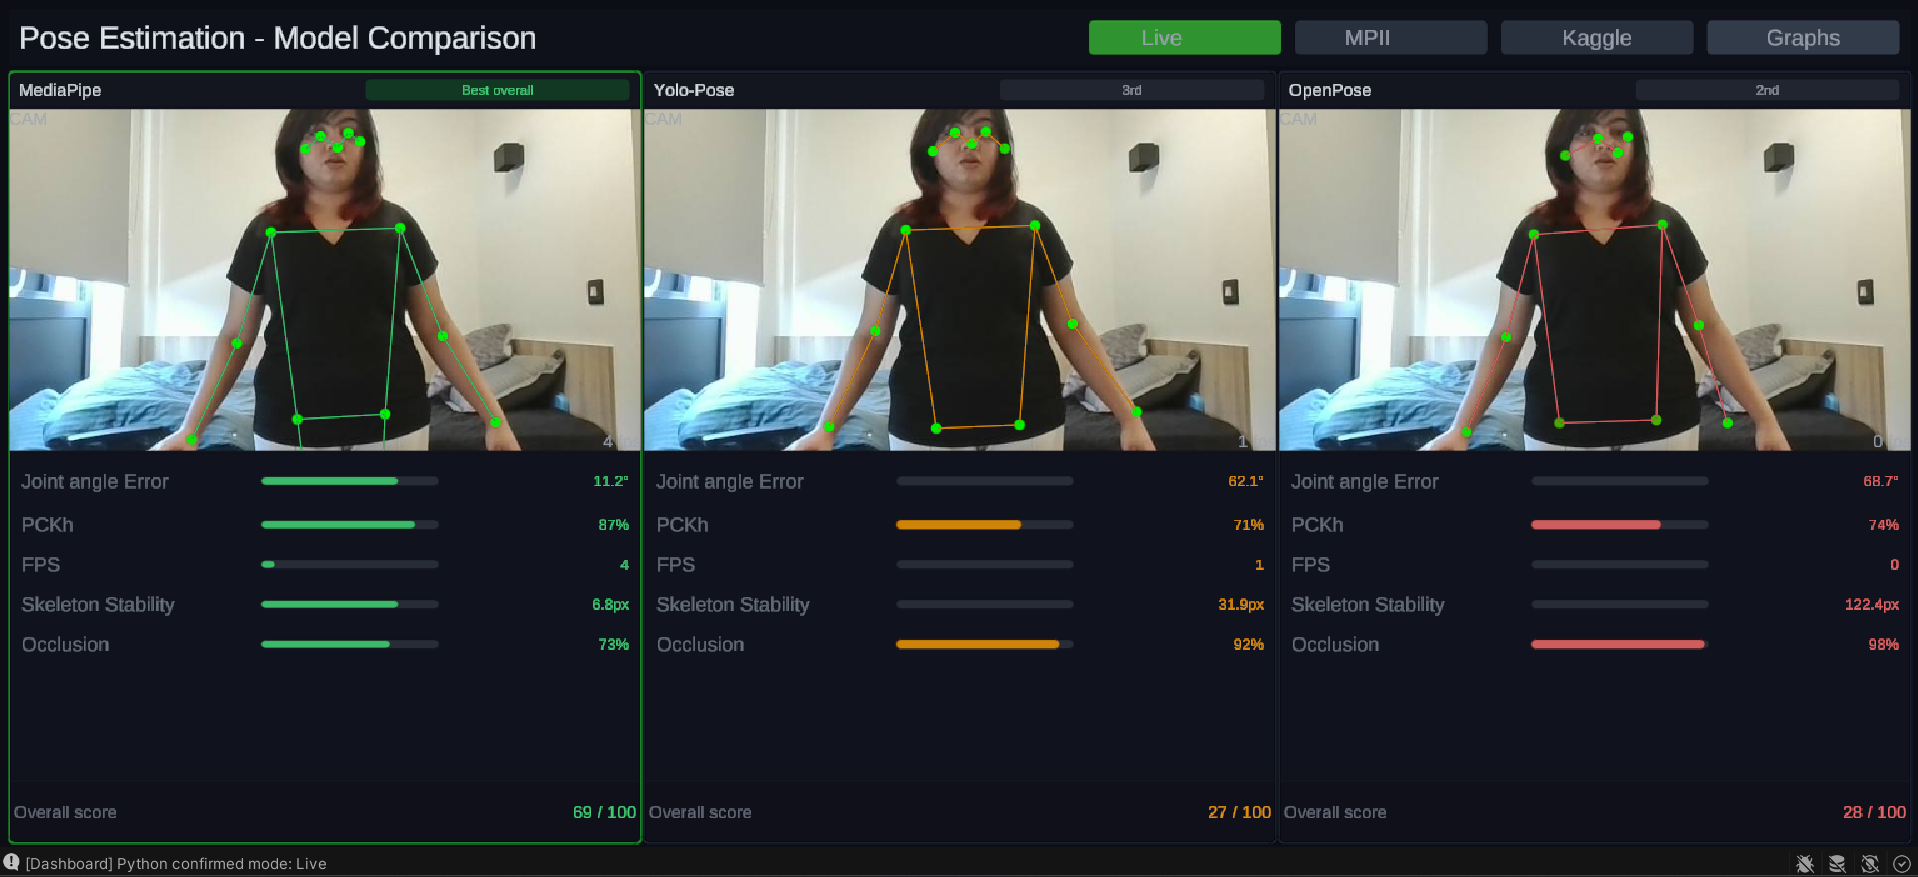 Pose Estimation - Model Comparison
Live
MPII
Kaggle
Graphs
MediaPipe
Best overall
CAM
4
Joint angle Error
11.2°
PCKh
87%
FPS
4
Skeleton Stability
6.8px
Occlusion
73%
Overall score
69 / 100
Yolo-Pose
3rd
CAM
1
Joint angle Error
62.1°
PCKh
71%
FPS
1
Skeleton Stability
31.9px
Occlusion
92%
Overall score
27 / 100
OpenPose
2nd
CAM
0
Joint angle Error
68.7°
PCKh
74%
FPS
0
Skeleton Stability
122.4px
Occlusion
98%
Overall score
28 / 100
[Dashboard] Python confirmed mode: Live